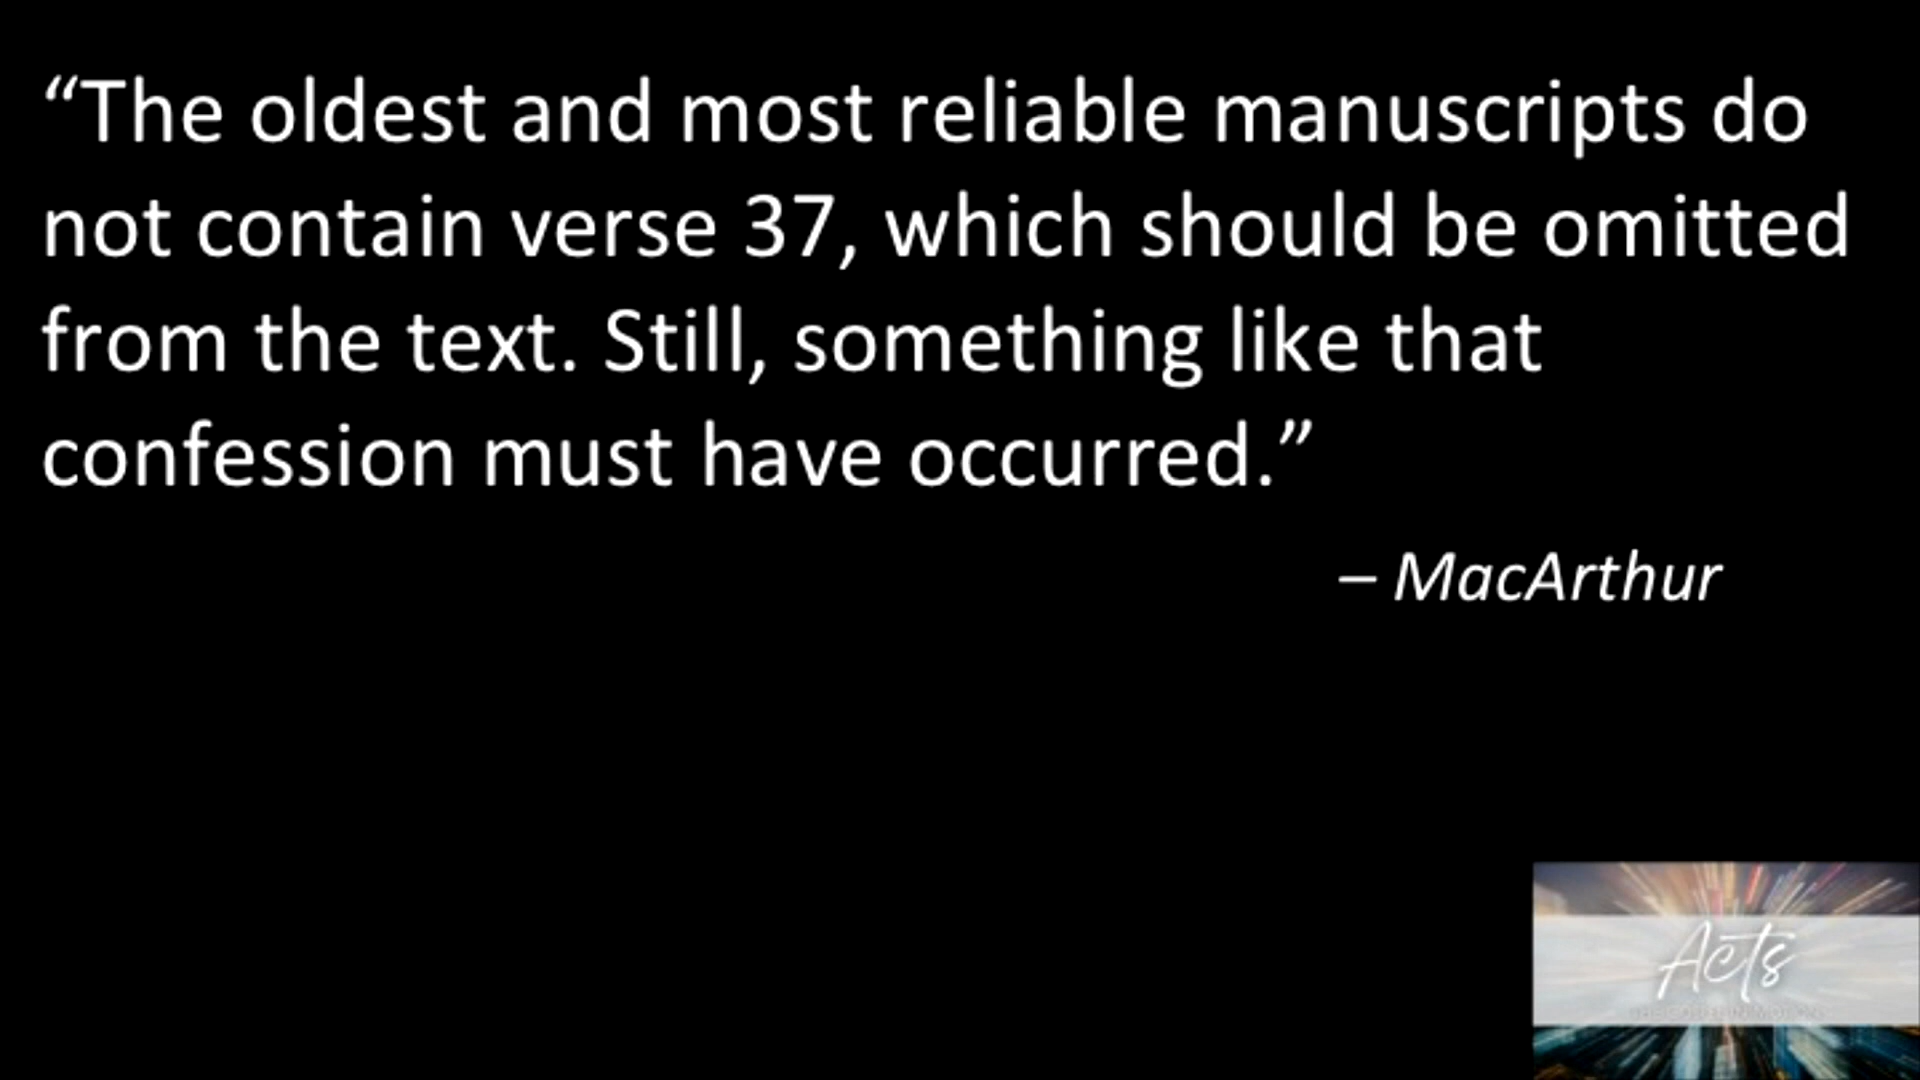 “The oldest and most reliable manuscripts do
not contain verse 37, which should be omitted
from the text. Still, something like that
confession must have occurred.”
– MacArthur
Acts